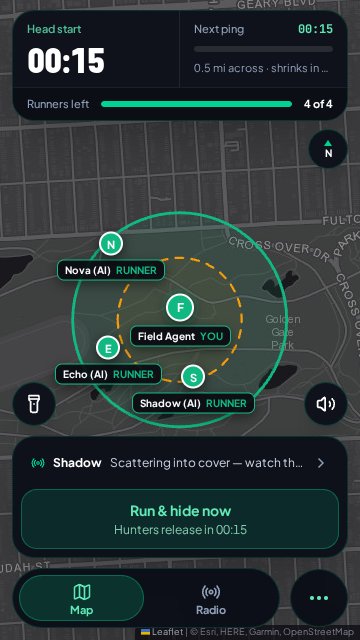 GEARY BLVD
Head start
00:15
Next ping 00:15
0.5 mi across · shrinks in ...
Runners left 4 of 4
N
FULTO
CROSS OVER DR
PARK
N
Nova (AI) RUNNER
F
Golden
Gate
Park
Field Agent YOU
E
Echo (AI) RUNNER
S
Shadow (AI) RUNNER
CROSS
Shadow Scattering into cover — watch th...
Run & hide now
Hunters release in 00:15
UDAH ST
Map
Radio
Leaflet | © Esri, HERE, Garmin, OpenStreetMap